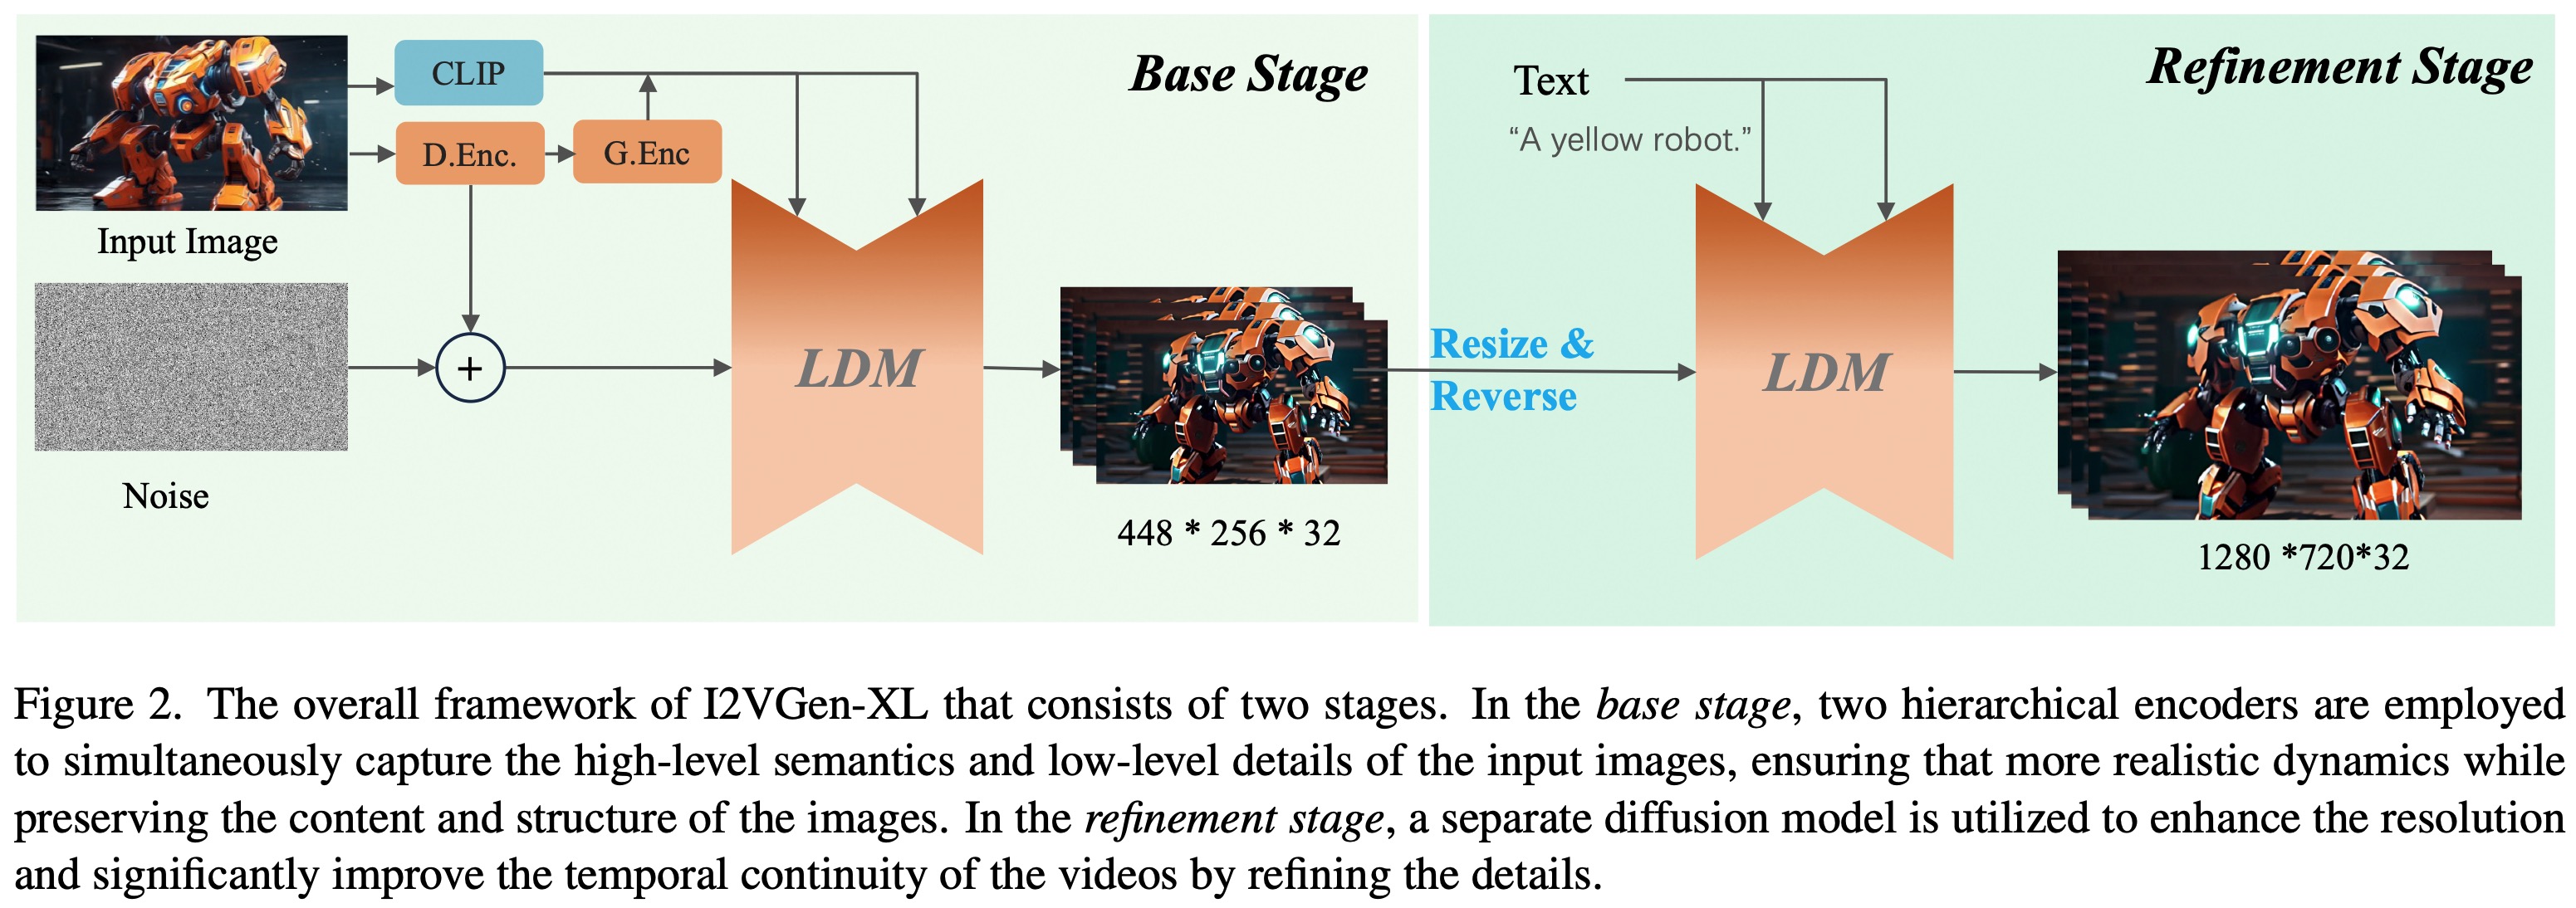 CLIP
Base Stage
D.Enc.
G.Enc
Input Image
Noise
+
LDM
448 * 256 * 32
Refinement Stage
Text
“A yellow robot.”
Resize &
Reverse
LDM
1280 *720*32
Figure 2. The overall framework of I2VGen-XL that consists of two stages. In the base stage, two hierarchical encoders are employed
to simultaneously capture the high-level semantics and low-level details of the input images, ensuring that more realistic dynamics while
preserving the content and structure of the images. In the refinement stage, a separate diffusion model is utilized to enhance the resolution
and significantly improve the temporal continuity of the videos by refining the details.